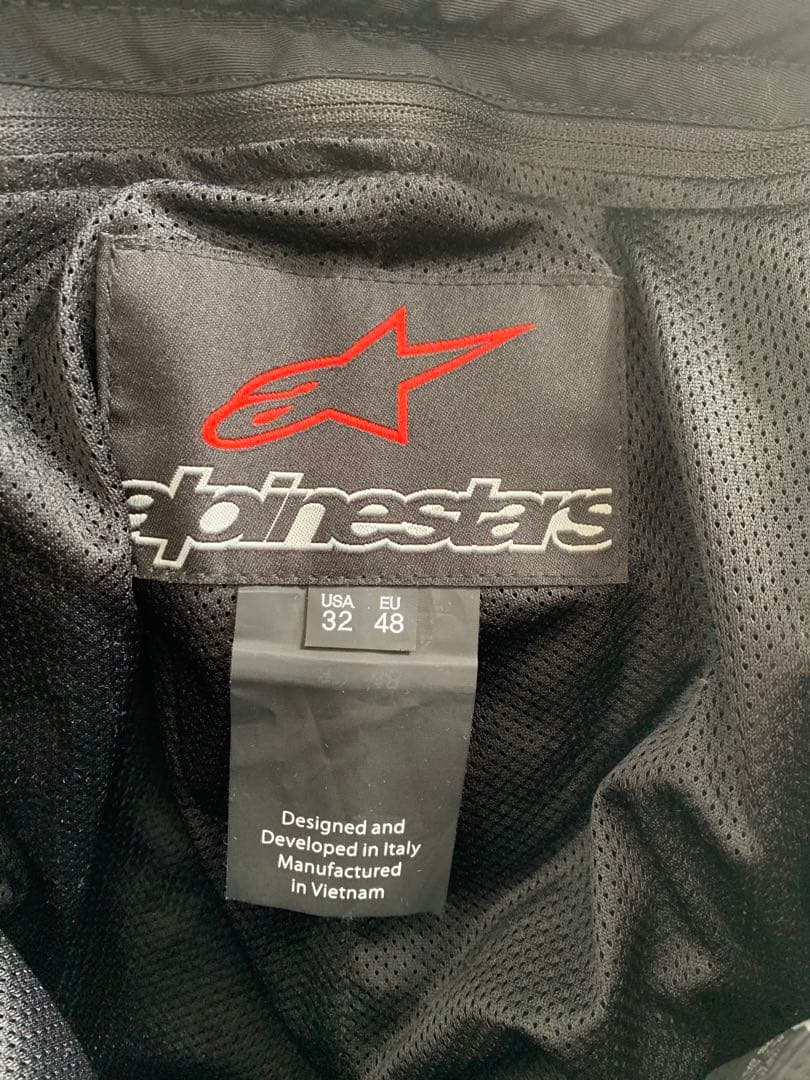 alpinestars
USA EU
32 48
Designed and
Developed in Italy
Manufactured
in Vietnam